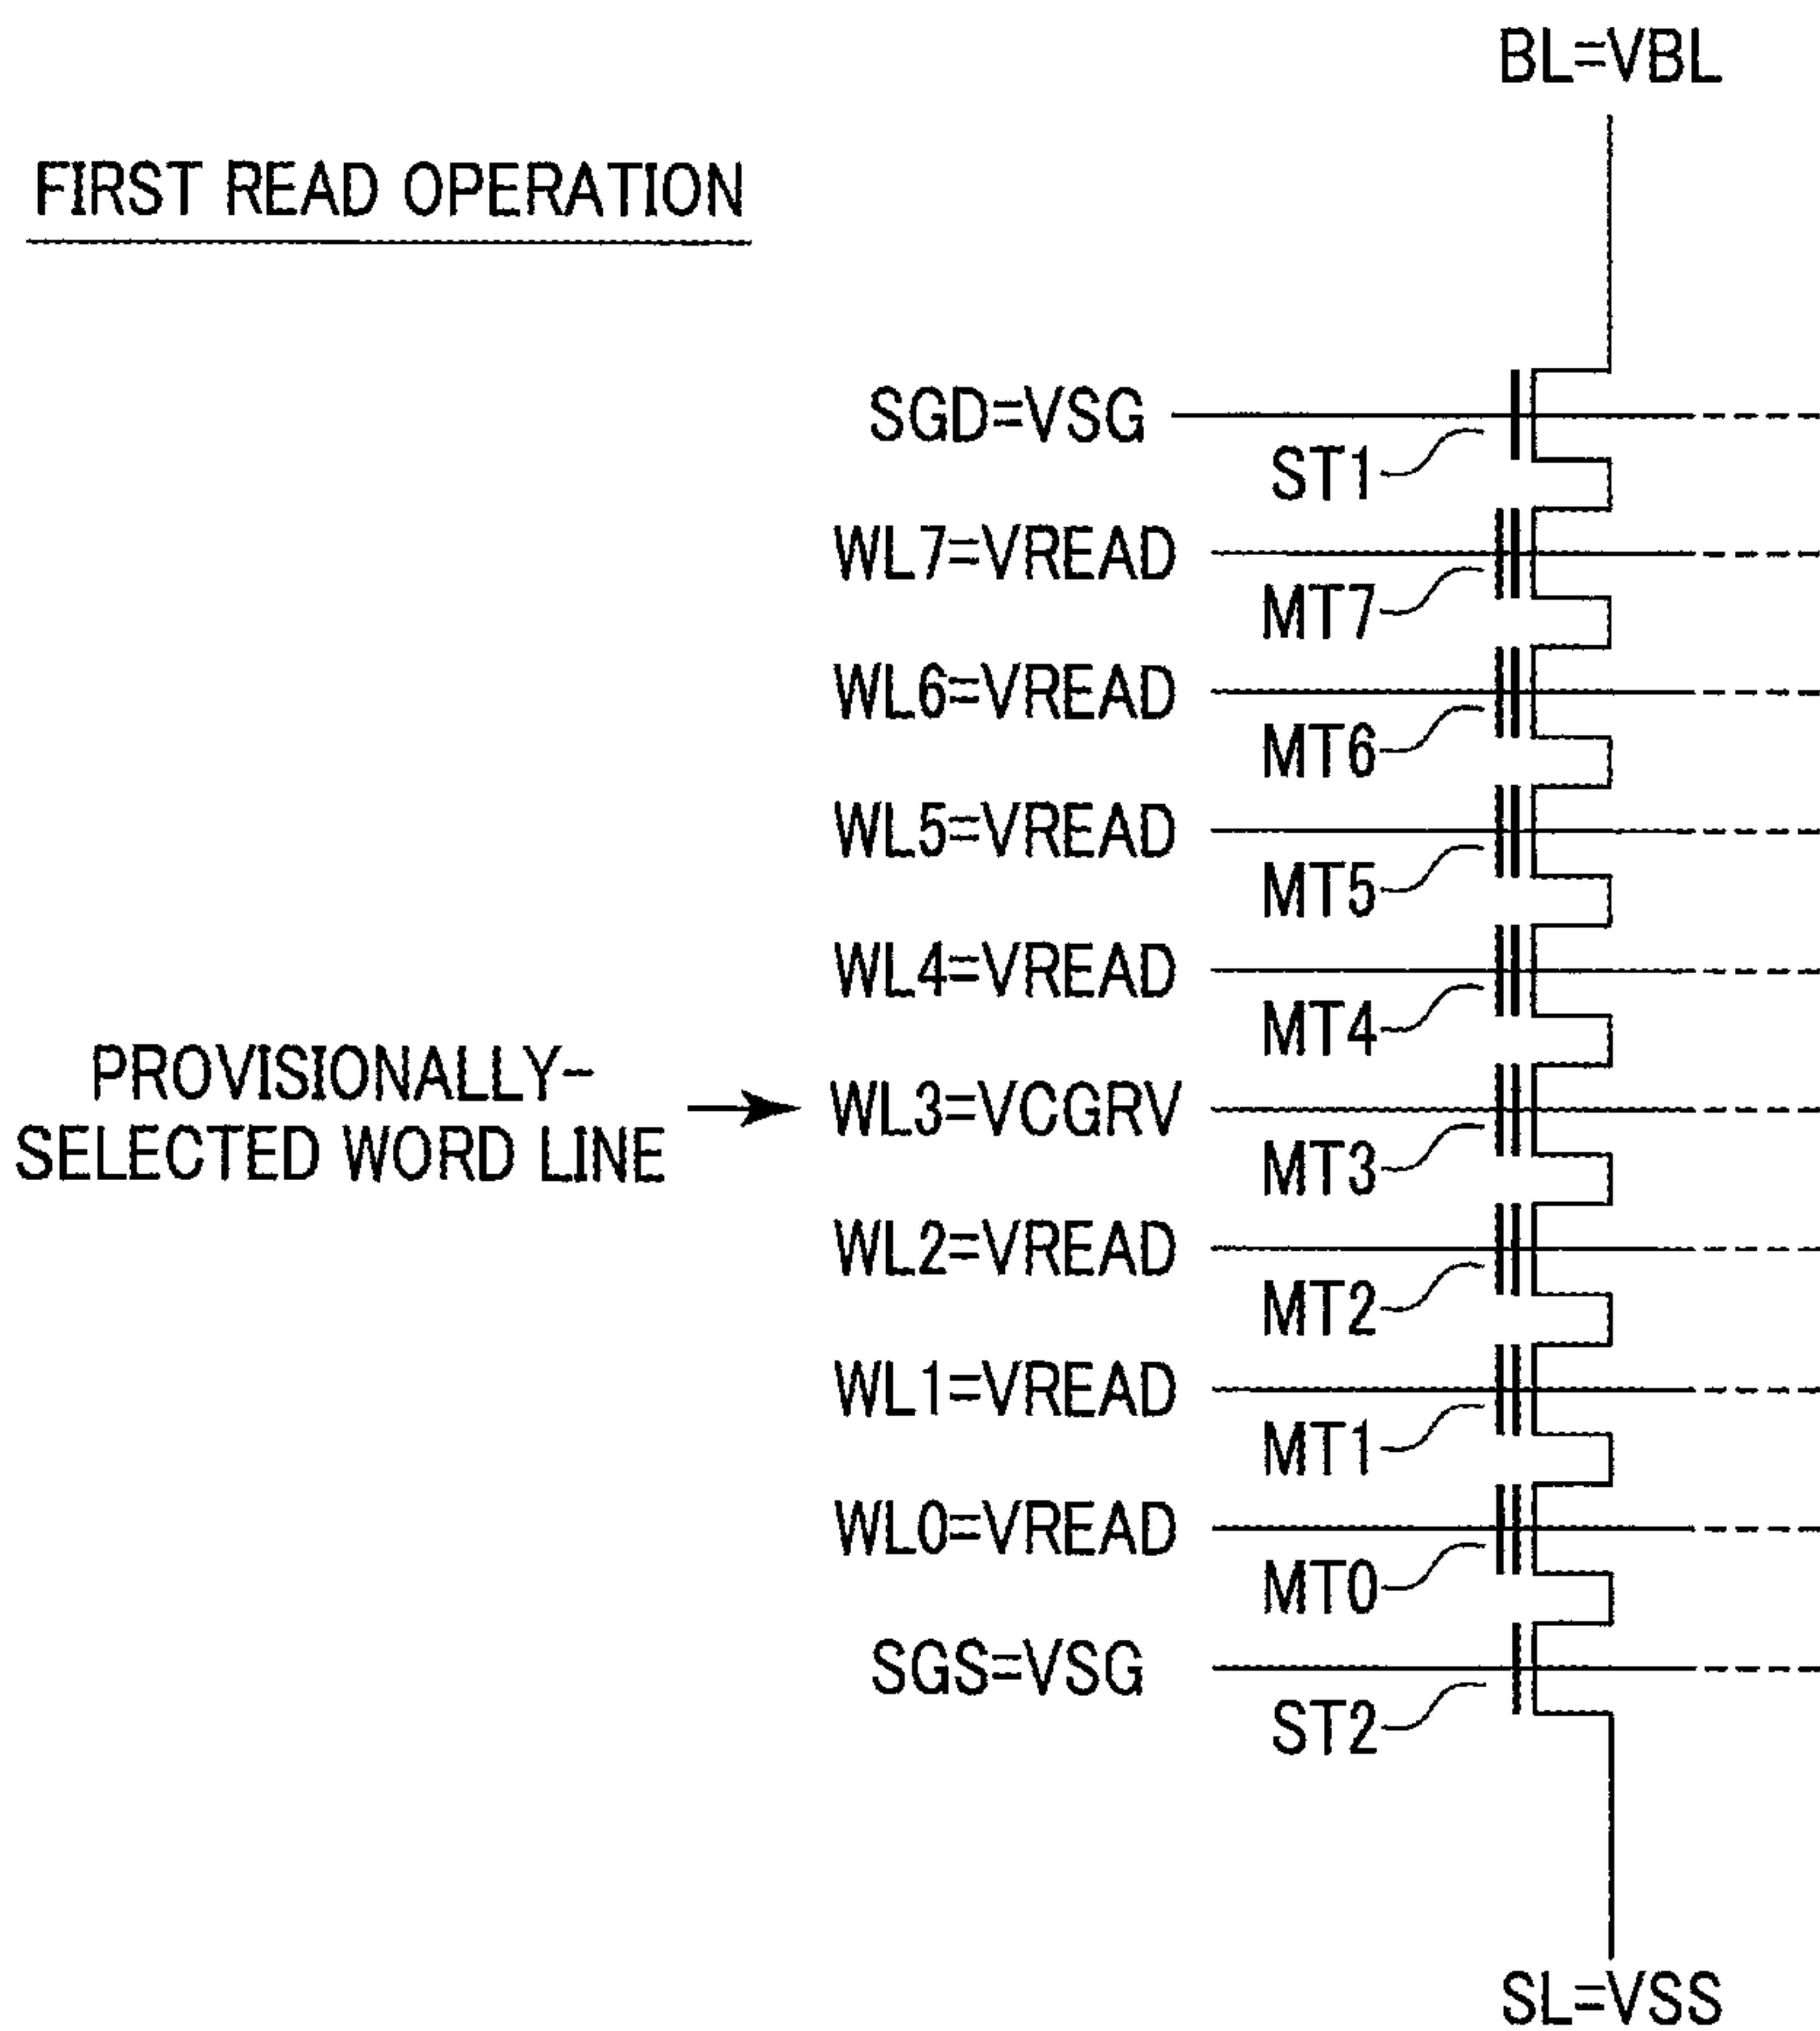 BL=VBL
FIRST READ OPERATION
SGD=VSG
ST1
WL7=VREAD
MT7
WL6=VREAD
MT6
WL5=VREAD
MT5
WL4=VREAD
MT4
PROVISIONALLY-
SELECTED WORD LINE
WL3=VCGRV
MT3
WL2=VREAD
MT2
WL1=VREAD
MT1
WL0=VREAD
MT0
SGS=VSG
ST2
SL=VSS